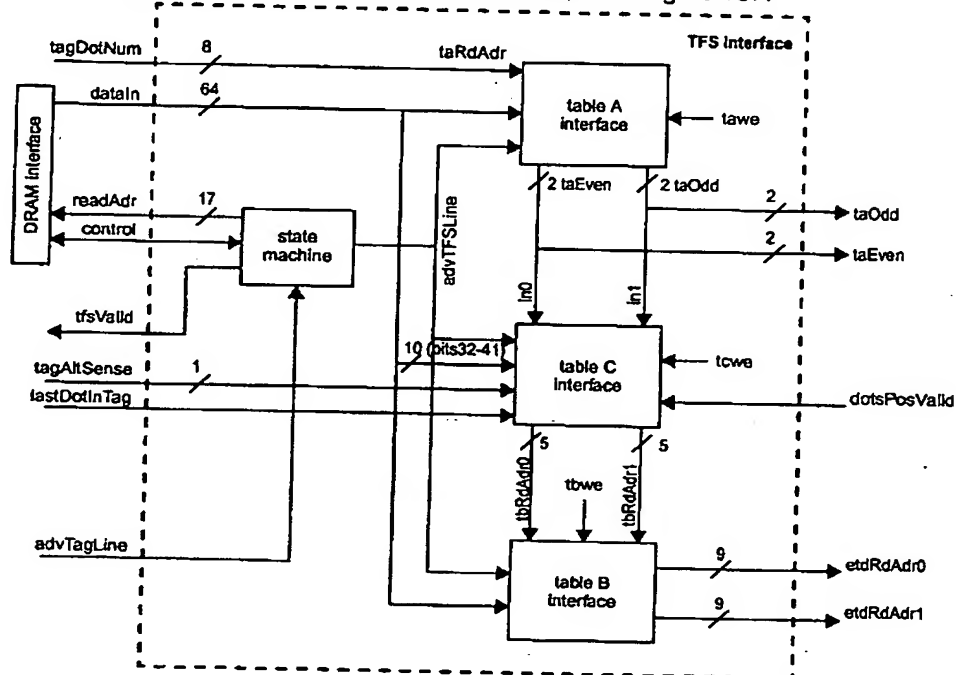 TFS Interface
tagDotNum
8
taRdAdr
dataIn
64
table A
interface
tawe
DRAM Interface
2 taEven
2 taOdd
readAdr
17
control
state
machine
advTFSLine
2
taOdd
2
taEven
in0
in1
tfsValid
10 (bits32-41)
table C
interface
tcwe
tagAltSense
1
lastDotInTag
dotsPosValid
5
5
tbRdAdr0
tbwe
tbRdAdr1
advTagLine
table B
interface
9
etdRdAdr0
9
etdRdAdr1